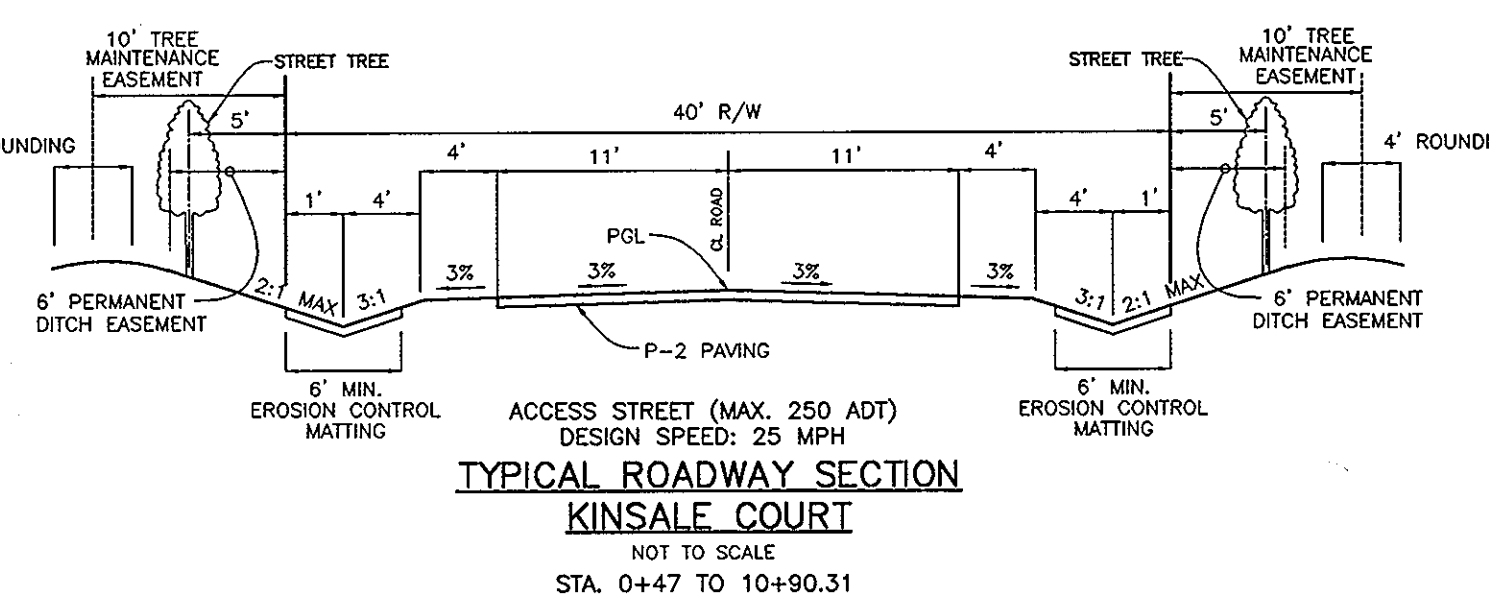 10' TREE
MAINTENANCE
EASEMENT
STREET TREE
5'
UNDING
40' R/W
4'
11'
11'
4'
1'
4'
4'
1'
STREET TREE
10' TREE
MAINTENANCE
EASEMENT
5'
4' ROUNDI
CL ROAD
PGL
3%
3%
3%
3%
2:1 MAX
3:1
3:1
2:1 MAX
6' PERMANENT
DITCH EASEMENT
6' PERMANENT
DITCH EASEMENT
P-2 PAVING
6' MIN.
EROSION CONTROL
MATTING
6' MIN.
EROSION CONTROL
MATTING
ACCESS STREET (MAX. 250 ADT)
DESIGN SPEED: 25 MPH
TYPICAL ROADWAY SECTION
KINSALE COURT
NOT TO SCALE
STA. 0+47 TO 10+90.31